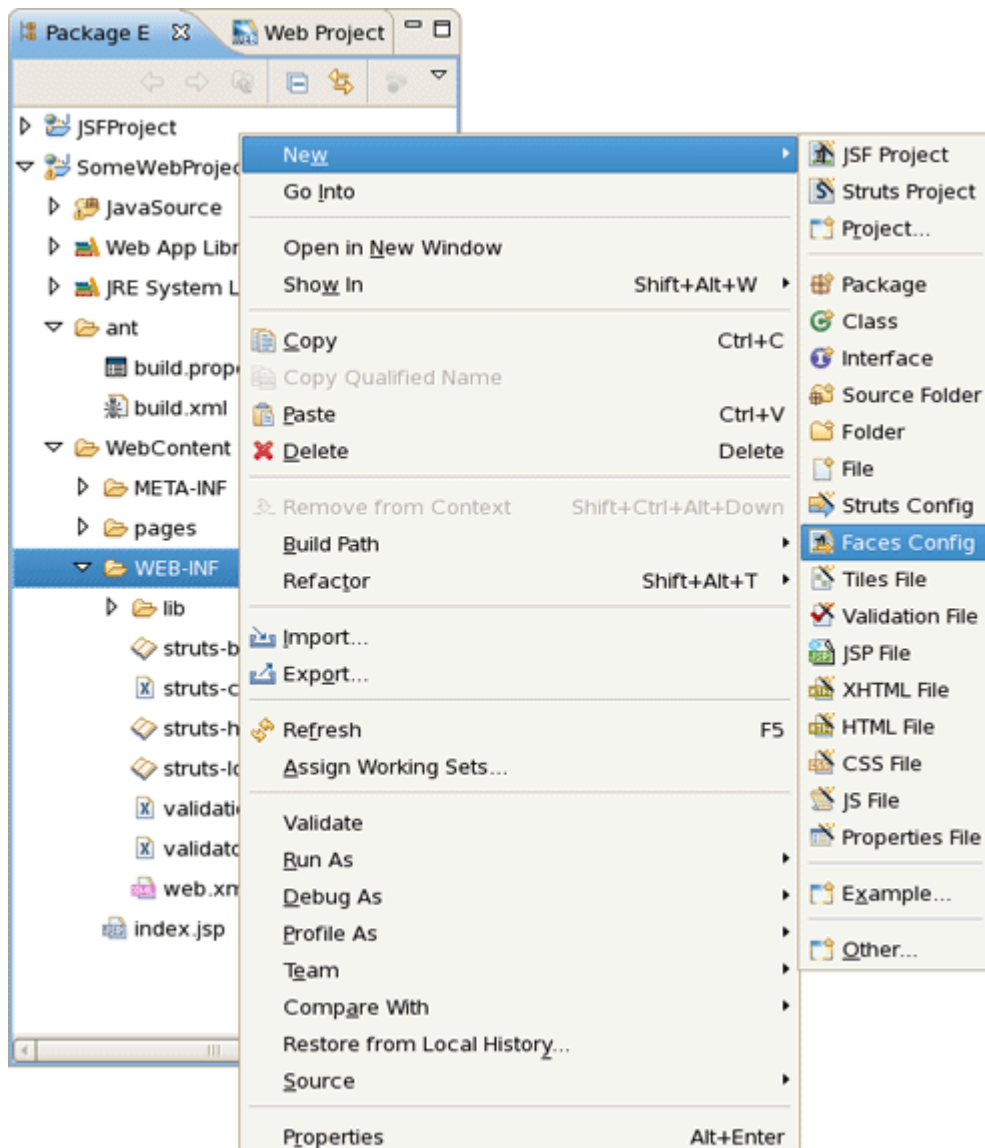 Package E
Web Project
JSFProject
SomeWebProjec
JavaSource
Web App Libr
JRE System L
ant
build.prope
build.xml
WebContent
META-INF
pages
WEB-INF
lib
struts-b
struts-c
struts-h
struts-lo
validatio
validato
web.xm
index.jsp
New
Go Into
Open in New Window
Show In Shift+Alt+W
Copy Ctrl+C
Copy Qualified Name
Paste Ctrl+V
Delete Delete
Remove from Context Shift+Ctrl+Alt+Down
Build Path
Refactor Shift+Alt+T
Import...
Export...
Refresh F5
Assign Working Sets...
Validate
Run As
Debug As
Profile As
Team
Compare With
Restore from Local History...
Source
Properties Alt+Enter
JSF Project
Struts Project
Project...
Package
Class
Interface
Source Folder
Folder
File
Struts Config
Faces Config
Tiles File
Validation File
JSP File
XHTML File
HTML File
CSS File
JS File
Properties File
Example...
Other...